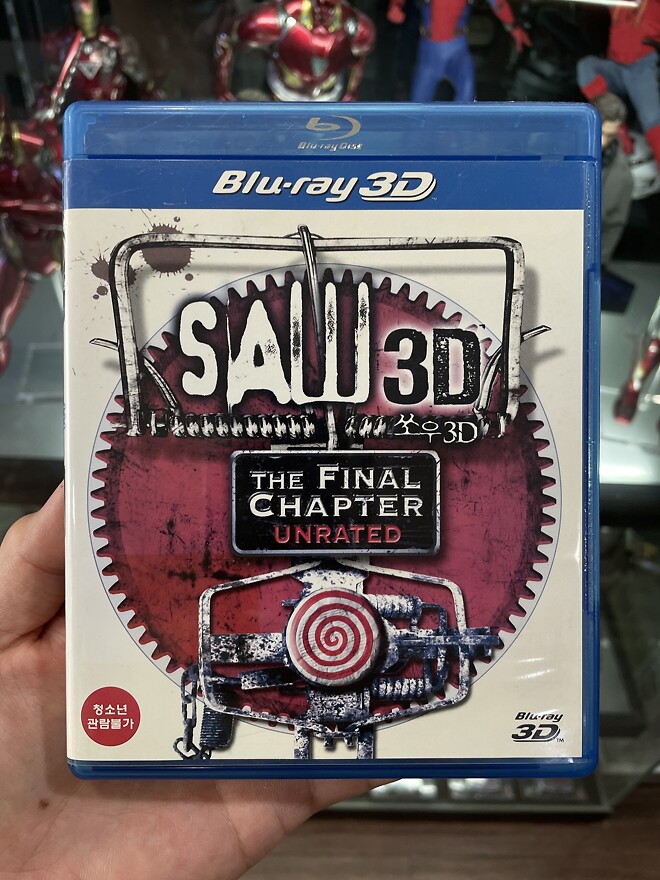 Blu-ray Disc
Blu-ray 3D
SAW 3D
쏘우 3D
THE FINAL
CHAPTER
UNRATED
청소년
관람불가
Blu-ray
3D™